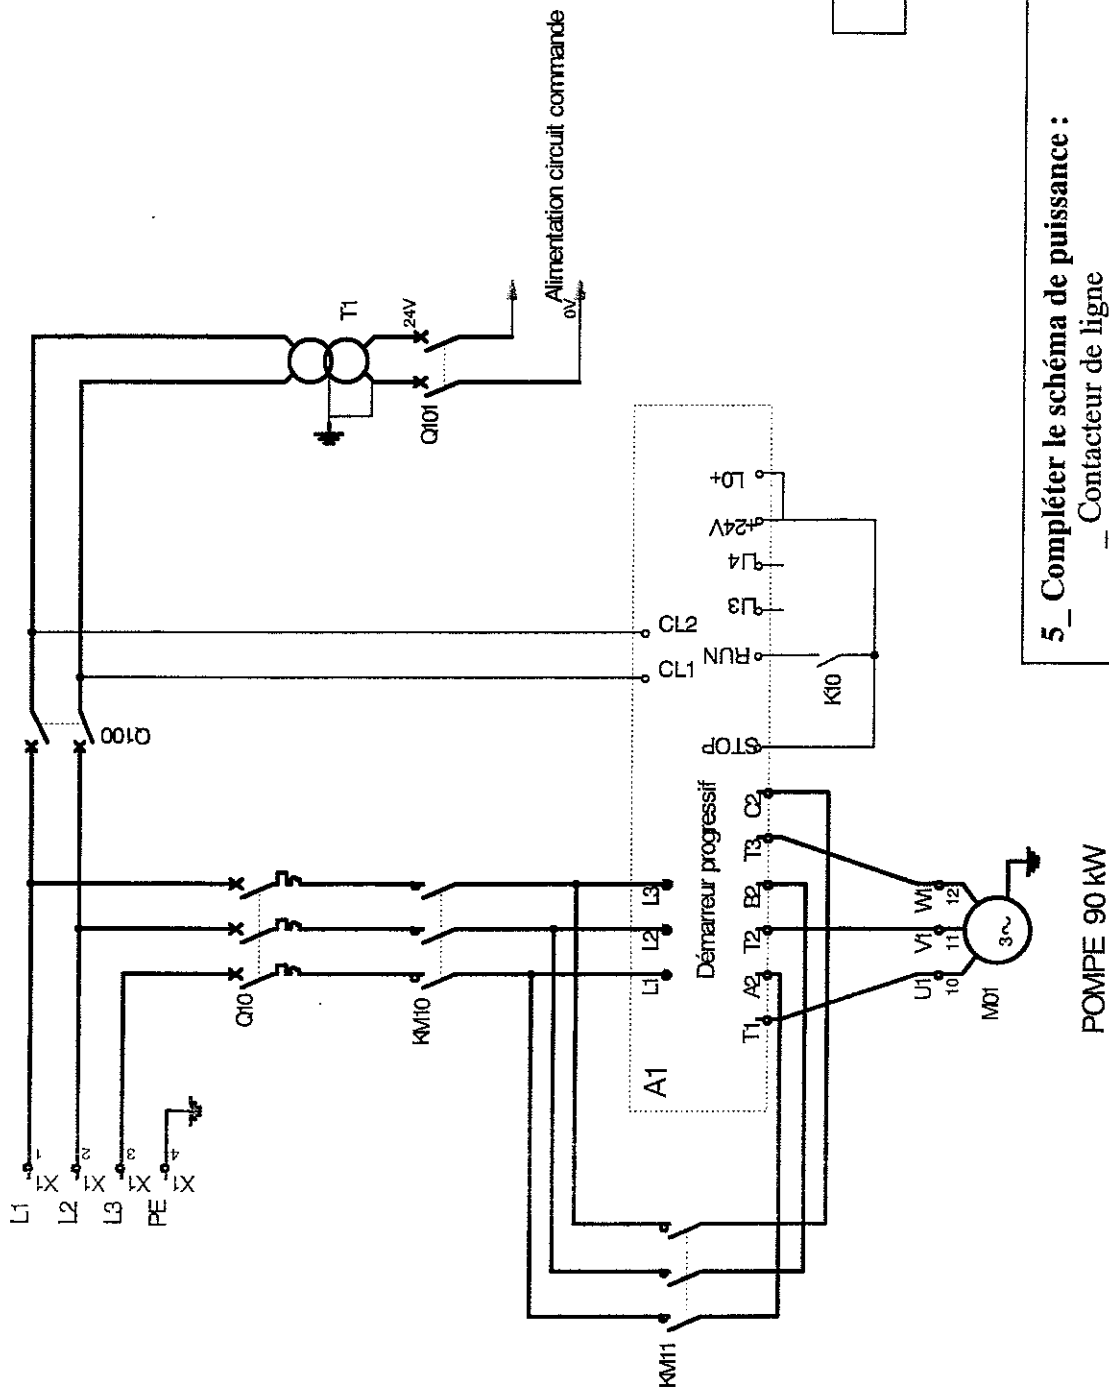 L1
X1
1
L2
X1
2
L3
X1
3
PE
X1
4
Q100
T1
24V
Q101
0V
Alimentation circuit commande
Q10
KM10
KM11
A1
Démarreur progressif
L1
L2
L3
CL1
CL2
T1
A2
T2
B2
T3
C2
STOP
RUN
LI3
LI4
+24V
L0+
K10
U1
V1
W1
10
11
12
3~
M01
POMPE 90 kW
5_ Compléter le schéma de puissance :
_ Contacteur de ligne